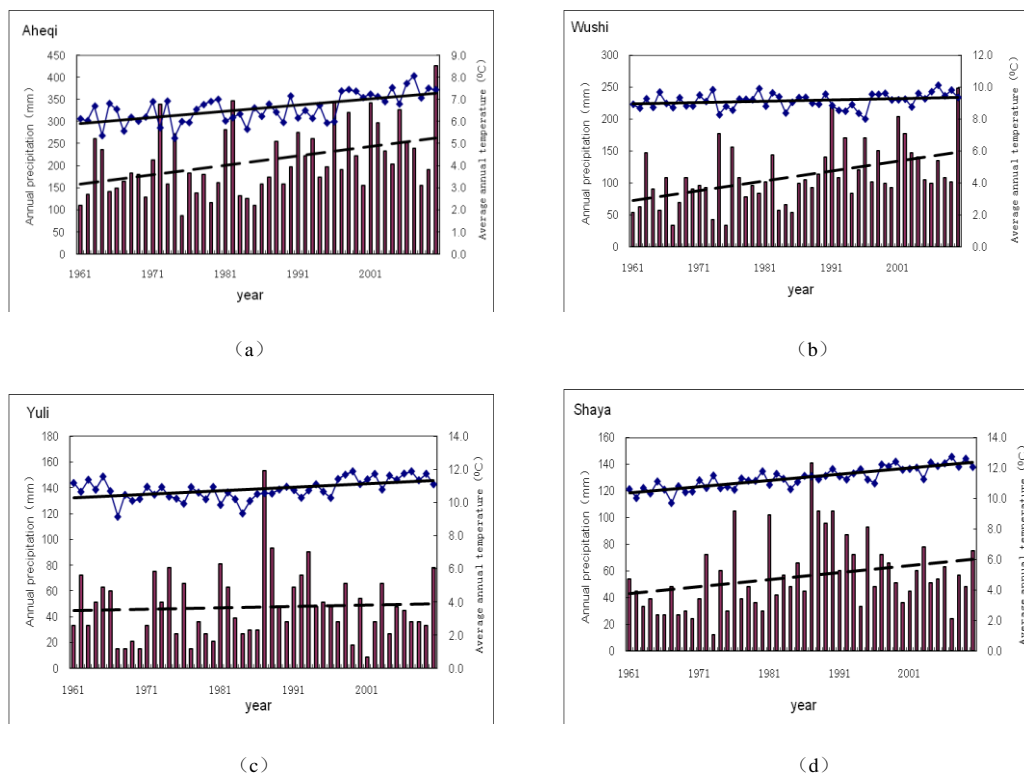 Aheqi
Annual precipitation (mm)
450
400
350
300
250
200
150
100
50
0
9.0
8.0
7.0
6.0
5.0
4.0
3.0
2.0
1.0
0.0
Average annual temperature (⁰C)
1961 1971 1981 1991 2001
year
（a）
Wushi
Annual precipitation (mm)
300
250
200
150
100
50
0
12.0
10.0
8.0
6.0
4.0
2.0
0.0
Average annual temperature (⁰C)
1961 1971 1981 1991 2001
year
（b）
Yuli
Annual precipitation (mm)
180
160
140
120
100
80
60
40
20
0
14.0
12.0
10.0
8.0
6.0
4.0
2.0
0.0
Average annual temperature (⁰C)
1961 1971 1981 1991 2001
year
（c）
Shaya
Annual precipitation (mm)
160
140
120
100
80
60
40
20
0
14.0
12.0
10.0
8.0
6.0
4.0
2.0
0.0
Average annual temperature (⁰C)
1961 1971 1981 1991 2001
year
（d）